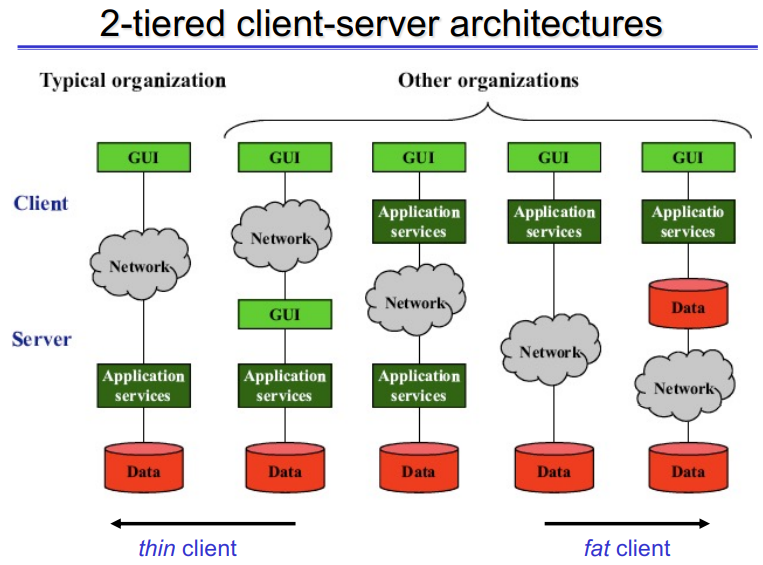 2-tiered client-server architectures
Typical organization
Other organizations
GUI
GUI
GUI
GUI
GUI
Client
Application
services
Application
services
Applicatio
services
Network
Network
Network
Data
Server
GUI
Network
Network
Application
services
Application
services
Application
services
Data
Data
Data
Data
Data
thin client
fat client